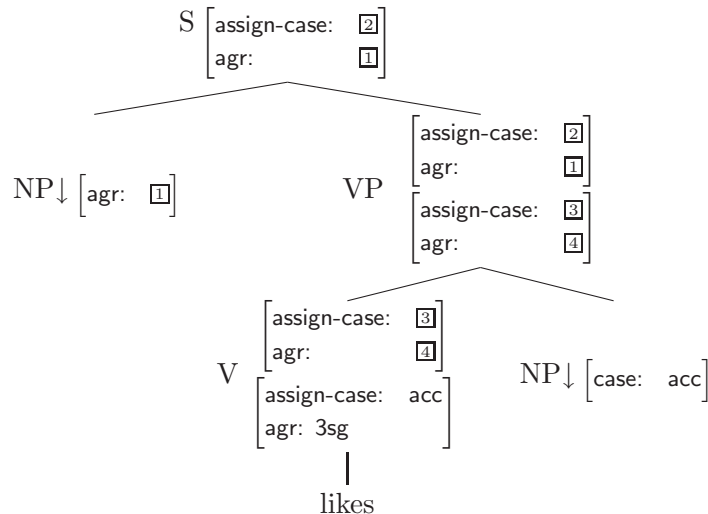 S [assign-case: 2
agr: 1]
NP↓ [agr: 1]
VP [assign-case: 2
agr: 1]
[assign-case: 3
agr: 4]
V [assign-case: 3
agr: 4]
[assign-case: acc
agr: 3sg]
NP↓ [case: acc]
likes